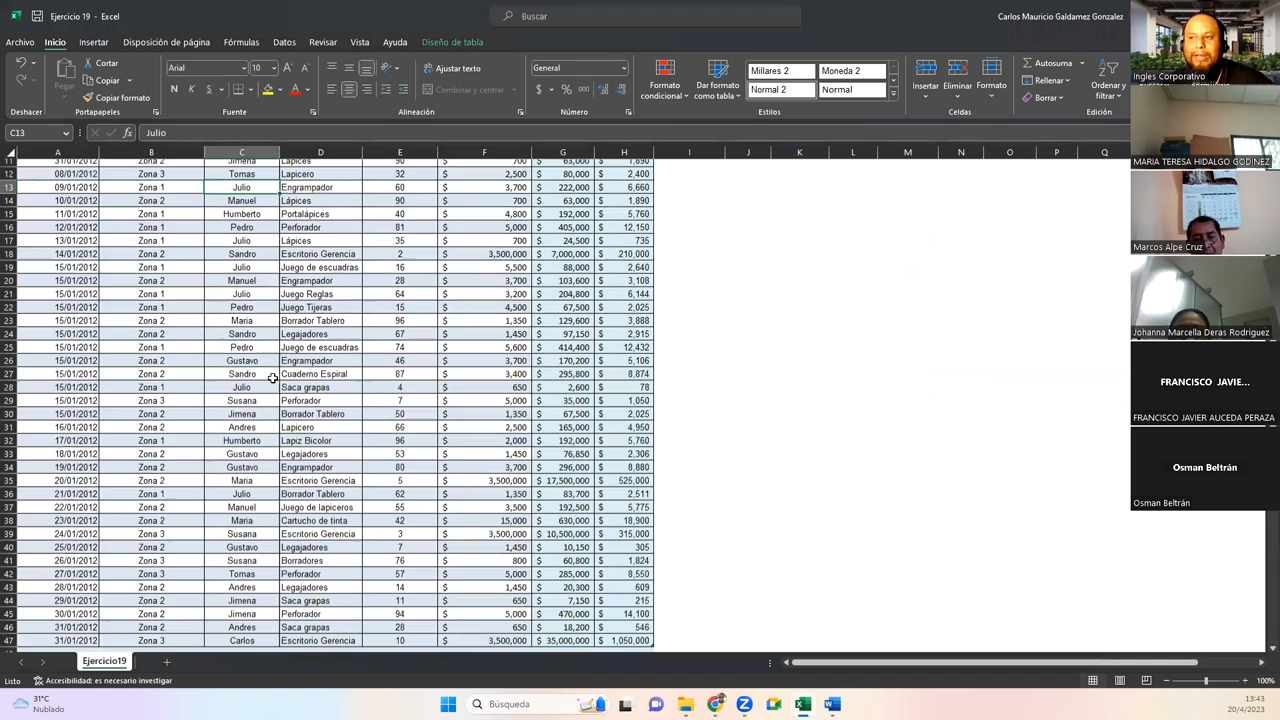 Ejercicio 19 - Excel
Buscar
Carlos Mauricio Galdamez Gonzalez
Archivo Inicio Insertar Disposición de página Fórmulas Datos Revisar Vista Ayuda Diseño de tabla
Cortar
Copiar
Copiar formato
Pegar
Deshacer
Portapapeles
Arial 10
N K S
Fuente
Ajustar texto
Combinar y centrar
Alineación
General
$ % 000
Número
Formato condicional
Dar formato como tabla
Millares 2 Moneda 2
Normal 2 Normal
Estilos
Insertar Eliminar Formato
Celdas
Autosuma
Rellenar
Borrar
Ordenar y filtrar
Edición
C13 fx Julio
A B C D E F G H I J K L M N O P Q
11 31/01/2012 Zona 2 Jimena Lápices 90 $ 700 $ 63,000 $ 1,890
12 08/01/2012 Zona 3 Tomas Lapicero 32 $ 2,500 $ 80,000 $ 2,400
13 09/01/2012 Zona 1 Julio Engrampador 60 $ 3,700 $ 222,000 $ 6,660
14 10/01/2012 Zona 2 Manuel Lápices 90 $ 700 $ 63,000 $ 1,890
15 11/01/2012 Zona 1 Humberto Portalápices 40 $ 4,800 $ 192,000 $ 5,760
16 12/01/2012 Zona 1 Pedro Perforador 81 $ 5,000 $ 405,000 $ 12,150
17 13/01/2012 Zona 1 Julio Lápices 35 $ 700 $ 24,500 $ 735
18 14/01/2012 Zona 2 Sandro Escritorio Gerencia 2 $ 3,500,000 $ 7,000,000 $ 210,000
19 15/01/2012 Zona 1 Julio Juego de escuadras 16 $ 5,500 $ 88,000 $ 2,640
20 15/01/2012 Zona 2 Manuel Engrampador 28 $ 3,700 $ 103,600 $ 3,108
21 15/01/2012 Zona 1 Julio Juego Reglas 64 $ 3,200 $ 204,800 $ 6,144
22 15/01/2012 Zona 1 Pedro Juego Tijeras 15 $ 4,500 $ 67,500 $ 2,025
23 15/01/2012 Zona 2 Maria Borrador Tablero 96 $ 1,350 $ 129,600 $ 3,888
24 15/01/2012 Zona 2 Sandro Legajadores 67 $ 1,450 $ 97,150 $ 2,915
25 15/01/2012 Zona 1 Pedro Juego de escuadras 74 $ 5,600 $ 414,400 $ 12,432
26 15/01/2012 Zona 2 Gustavo Engrampador 46 $ 3,700 $ 170,200 $ 5,106
27 15/01/2012 Zona 2 Sandro Cuaderno Espiral 87 $ 3,400 $ 295,800 $ 8,874
28 15/01/2012 Zona 1 Julio Saca grapas 4 $ 650 $ 2,600 $ 78
29 15/01/2012 Zona 3 Susana Perforador 7 $ 5,000 $ 35,000 $ 1,050
30 15/01/2012 Zona 2 Jimena Borrador Tablero 50 $ 1,350 $ 67,500 $ 2,025
31 16/01/2012 Zona 2 Andres Lapicero 66 $ 2,500 $ 165,000 $ 4,950
32 17/01/2012 Zona 1 Humberto Lapiz Bicolor 96 $ 2,000 $ 192,000 $ 5,760
33 18/01/2012 Zona 2 Gustavo Legajadores 53 $ 1,450 $ 76,850 $ 2,306
34 19/01/2012 Zona 2 Gustavo Engrampador 80 $ 3,700 $ 296,000 $ 8,880
35 20/01/2012 Zona 2 Maria Escritorio Gerencia 5 $ 3,500,000 $ 17,500,000 $ 525,000
36 21/01/2012 Zona 1 Julio Borrador Tablero 62 $ 1,350 $ 83,700 $ 2,511
37 22/01/2012 Zona 2 Manuel Juego de lapiceros 55 $ 3,500 $ 192,500 $ 5,775
38 23/01/2012 Zona 2 Maria Cartucho de tinta 42 $ 15,000 $ 630,000 $ 18,900
39 24/01/2012 Zona 3 Susana Escritorio Gerencia 3 $ 3,500,000 $ 10,500,000 $ 315,000
40 25/01/2012 Zona 2 Gustavo Legajadores 7 $ 1,450 $ 10,150 $ 305
41 26/01/2012 Zona 3 Susana Borradores 76 $ 800 $ 60,800 $ 1,824
42 27/01/2012 Zona 3 Tomas Perforador 57 $ 5,000 $ 285,000 $ 8,550
43 28/01/2012 Zona 2 Andres Legajadores 14 $ 1,450 $ 20,300 $ 609
44 29/01/2012 Zona 2 Jimena Saca grapas 11 $ 650 $ 7,150 $ 215
45 30/01/2012 Zona 2 Jimena Perforador 94 $ 5,000 $ 470,000 $ 14,100
46 31/01/2012 Zona 2 Andres Saca grapas 28 $ 650 $ 18,200 $ 546
47 31/01/2012 Zona 3 Carlos Escritorio Gerencia 10 $ 3,500,000 $ 35,000,000 $ 1,050,000
Ejercicio19
Listo
Accesibilidad: es necesario investigar
100%
31°C
Nublado
Búsqueda
13:43
20/4/2023
Ingles Corporativo
MARIA TERESA HIDALGO GODINEZ
Marcos Alpe Cruz
Johanna Marcella Deras Rodríguez
FRANCISCO JAVIE...
FRANCISCO JAVIER AUCEDA PERAZA
Osman Beltrán
Osman Beltrán